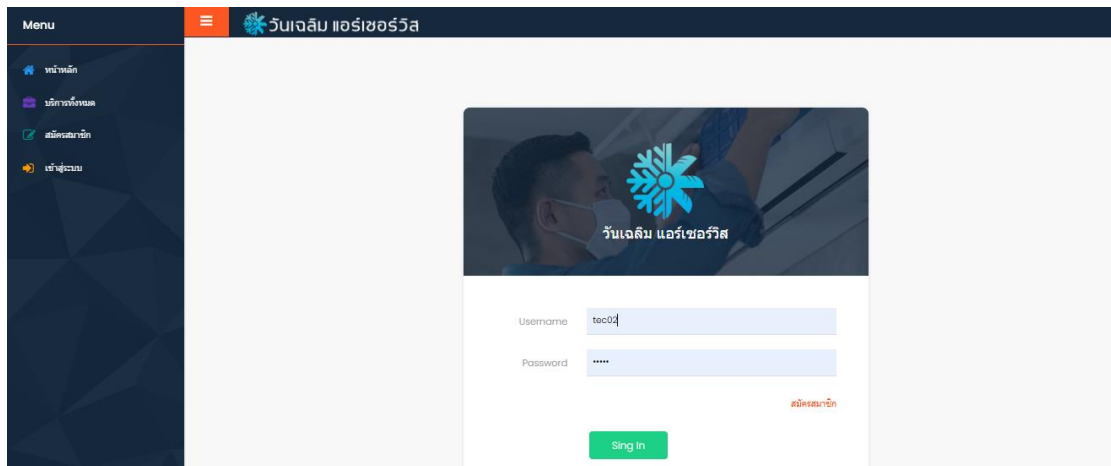 Menu
วันเฉลิม แอร์เซอร์วิส
หน้าหลัก
บริการทั้งหมด
สมัครสมาชิก
เข้าสู่ระบบ
วันเฉลิม แอร์เซอร์วิส
Username
tec02
Password
•••••
สมัครสมาชิก
Sing In